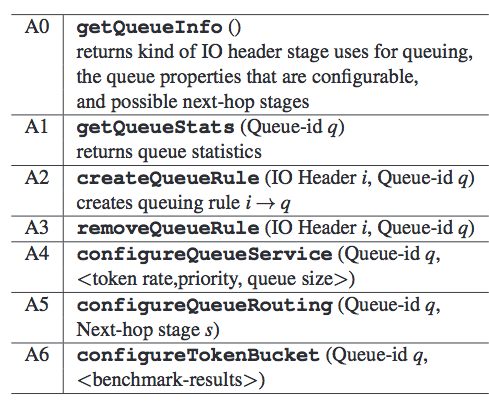 A0 getQueueInfo ()
returns kind of IO header stage uses for queuing,
the queue properties that are configurable,
and possible next-hop stages
A1 getQueueStats (Queue-id q)
returns queue statistics
A2 createQueueRule (IO Header i, Queue-id q)
creates queuing rule i → q
A3 removeQueueRule (IO Header i, Queue-id q)
A4 configureQueueService (Queue-id q,
<token rate,priority, queue size>)
A5 configureQueueRouting (Queue-id q,
Next-hop stage s)
A6 configureTokenBucket (Queue-id q,
<benchmark-results>)